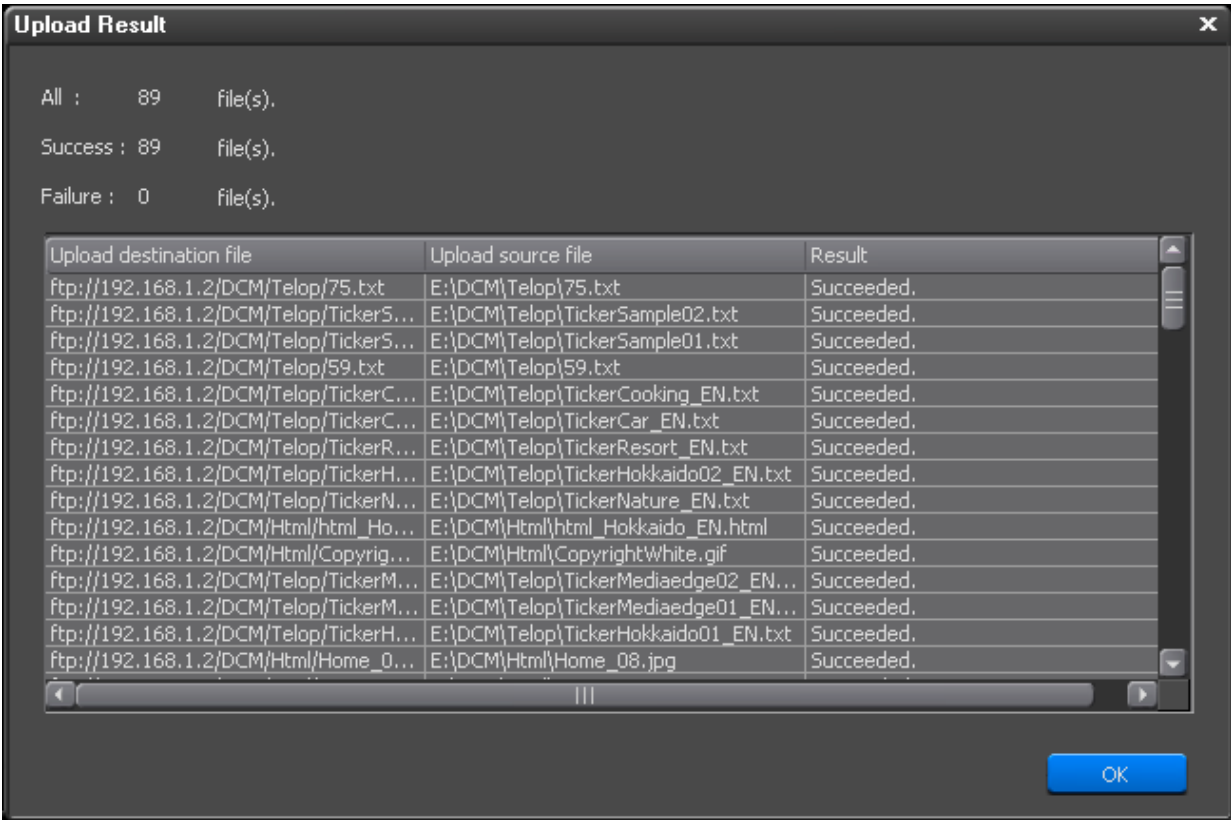 Upload Result
All : 89 file(s).
Success : 89 file(s).
Failure : 0 file(s).
Upload destination file Upload source file Result
ftp://192.168.1.2/DCM/Telop/75.txt E:\DCM\Telop\75.txt Succeeded.
ftp://192.168.1.2/DCM/Telop/TickerS... E:\DCM\Telop\TickerSample02.txt Succeeded.
ftp://192.168.1.2/DCM/Telop/TickerS... E:\DCM\Telop\TickerSample01.txt Succeeded.
ftp://192.168.1.2/DCM/Telop/59.txt E:\DCM\Telop\59.txt Succeeded.
ftp://192.168.1.2/DCM/Telop/TickerC... E:\DCM\Telop\TickerCooking_EN.txt Succeeded.
ftp://192.168.1.2/DCM/Telop/TickerC... E:\DCM\Telop\TickerCar_EN.txt Succeeded.
ftp://192.168.1.2/DCM/Telop/TickerR... E:\DCM\Telop\TickerResort_EN.txt Succeeded.
ftp://192.168.1.2/DCM/Telop/TickerH... E:\DCM\Telop\TickerHokkaido02_EN.txt Succeeded.
ftp://192.168.1.2/DCM/Telop/TickerN... E:\DCM\Telop\TickerNature_EN.txt Succeeded.
ftp://192.168.1.2/DCM/Html/html_Ho... E:\DCM\Html\html_Hokkaido_EN.html Succeeded.
ftp://192.168.1.2/DCM/Html/Copyrig... E:\DCM\Html\CopyrightWhite.gif Succeeded.
ftp://192.168.1.2/DCM/Telop/TickerM... E:\DCM\Telop\TickerMediaedge02_EN... Succeeded.
ftp://192.168.1.2/DCM/Telop/TickerM... E:\DCM\Telop\TickerMediaedge01_EN... Succeeded.
ftp://192.168.1.2/DCM/Telop/TickerH... E:\DCM\Telop\TickerHokkaido01_EN.txt Succeeded.
ftp://192.168.1.2/DCM/Html/Home_0... E:\DCM\Html\Home_08.jpg Succeeded.
OK